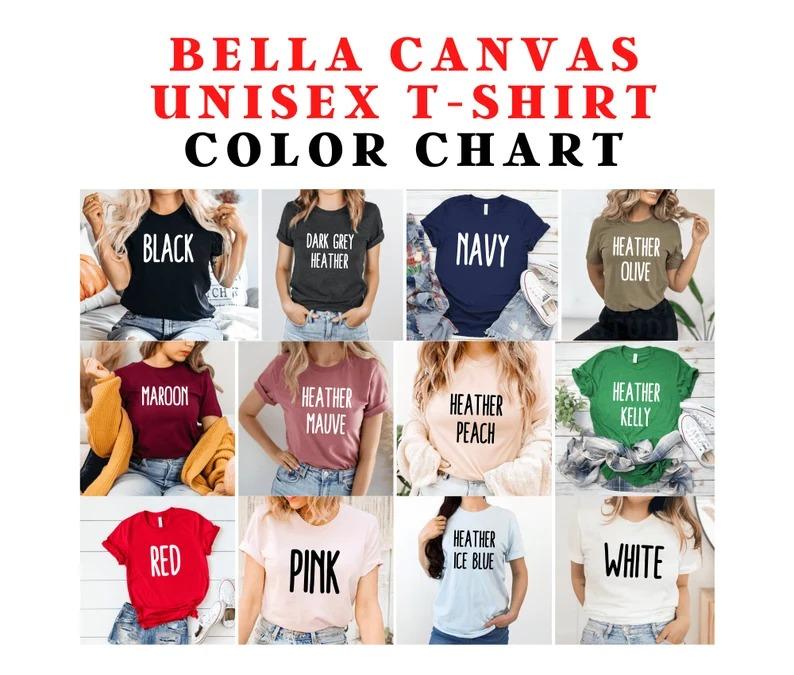 BELLA CANVAS
UNISEX T-SHIRT
COLOR CHART
BLACK
DARK GREY
HEATHER
NAVY
HEATHER
OLIVE
MAROON
HEATHER
MAUVE
HEATHER
PEACH
HEATHER
KELLY
RED
PINK
HEATHER
ICE BLUE
WHITE